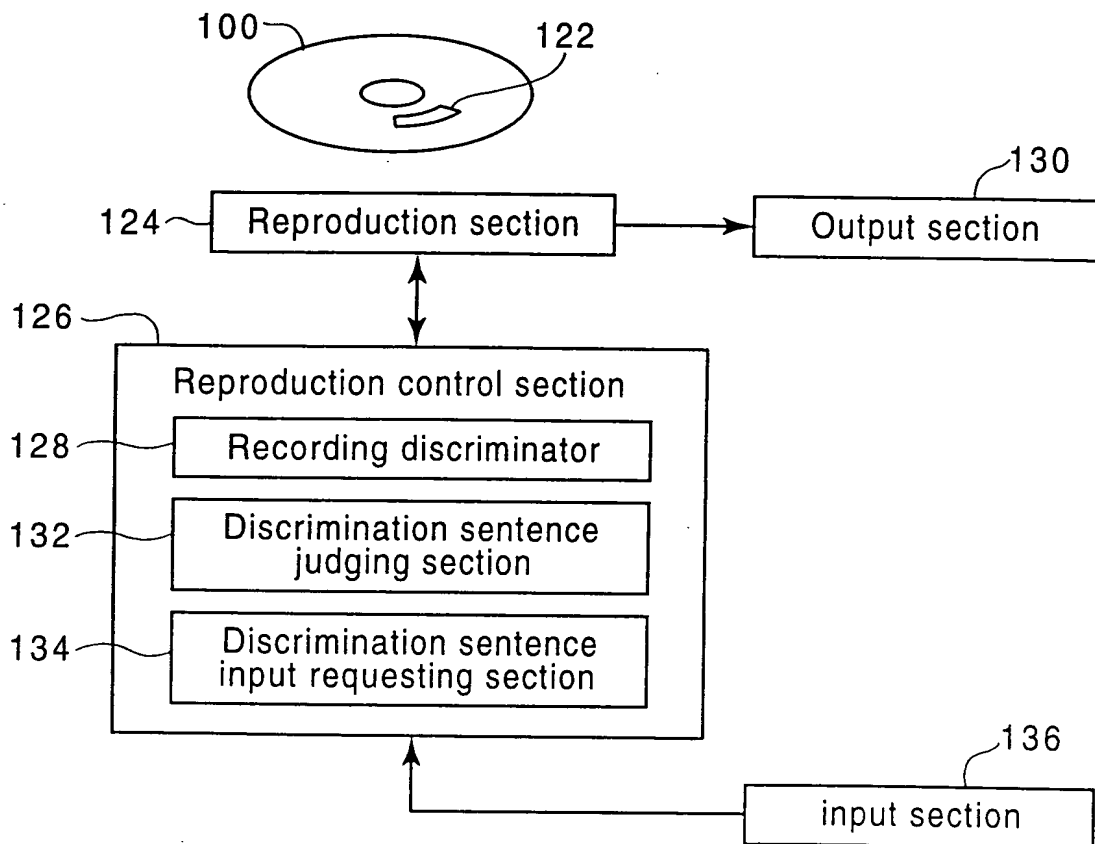 100
122
130
124
Reproduction section
Output section
126
Reproduction control section
128
Recording discriminator
132
Discrimination sentence
judging section
134
Discrimination sentence
input requesting section
136
input section